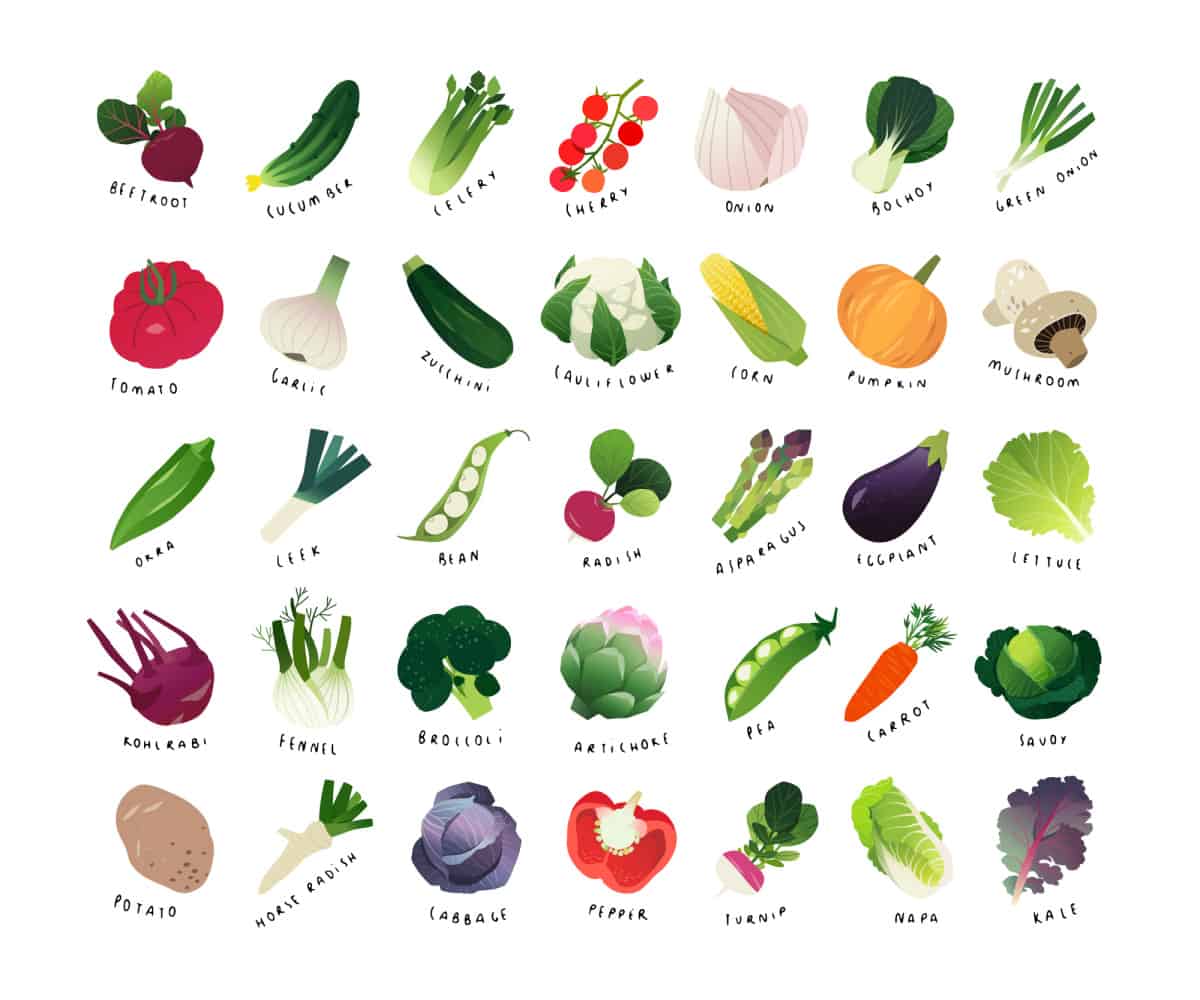 BEETROOT
CUCUMBER
CELERY
CHERRY
ONION
BOCHOY
GREEN ONION
TOMATO
GARLIC
ZUCCHINI
CAULIFLOWER
CORN
PUMPKIN
MUSHROOM
OKRA
LEEK
BEAN
RADISH
ASPARAGUS
EGGPLANT
LETTUCE
KOHLRABI
FENNEL
BROCCOLI
ARTICHOKE
PEA
CARROT
SAVOY
POTATO
HORSE RADISH
CABBAGE
PEPPER
TURNIP
NAPA
KALE